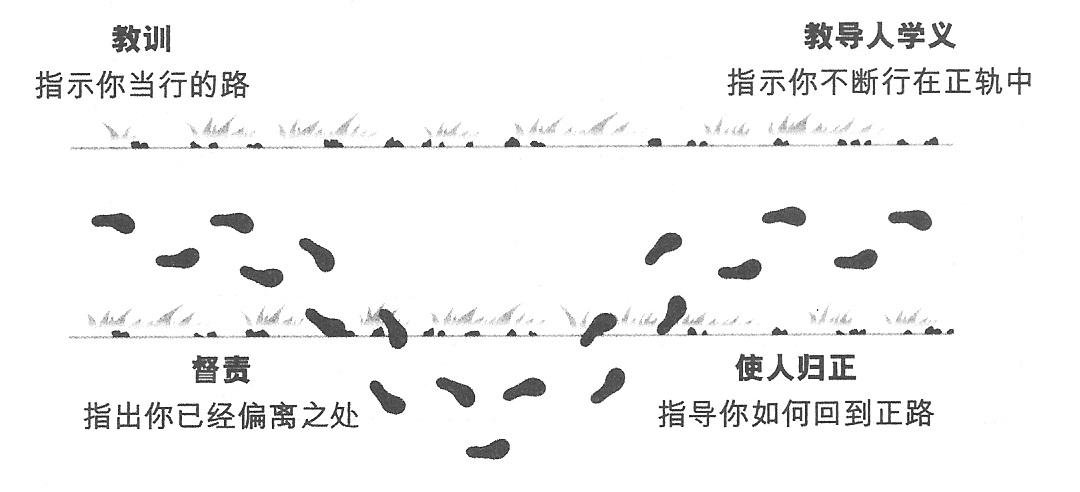 教训
指示你当行的路
教导人学义
指示你不断行在正轨中
督责
指出你已经偏离之处
使人归正
指导你如何回到正路